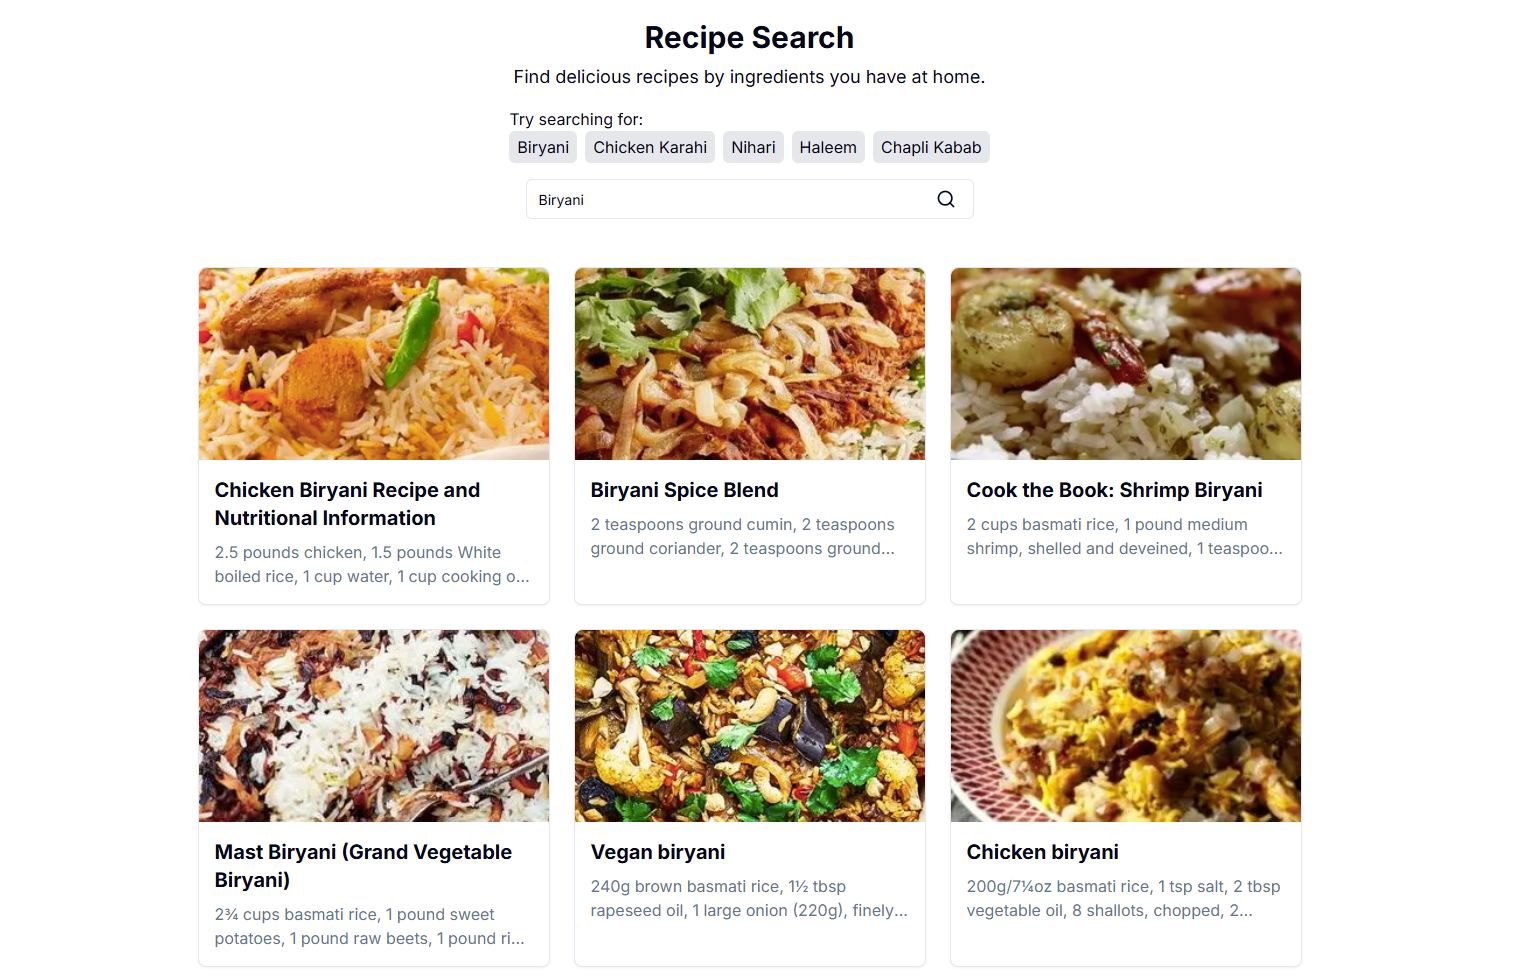 Recipe Search
Find delicious recipes by ingredients you have at home.
Try searching for:
Biryani Chicken Karahi Nihari Haleem Chapli Kabab
Biryani
Chicken Biryani Recipe and
Nutritional Information
2.5 pounds chicken, 1.5 pounds White
boiled rice, 1 cup water, 1 cup cooking o...
Biryani Spice Blend
2 teaspoons ground cumin, 2 teaspoons
ground coriander, 2 teaspoons ground...
Cook the Book: Shrimp Biryani
2 cups basmati rice, 1 pound medium
shrimp, shelled and deveined, 1 teaspoo...
Mast Biryani (Grand Vegetable
Biryani)
2¾ cups basmati rice, 1 pound sweet
potatoes, 1 pound raw beets, 1 pound ri...
Vegan biryani
240g brown basmati rice, 1½ tbsp
rapeseed oil, 1 large onion (220g), finely...
Chicken biryani
200g/7¼oz basmati rice, 1 tsp salt, 2 tbsp
vegetable oil, 8 shallots, chopped, 2...